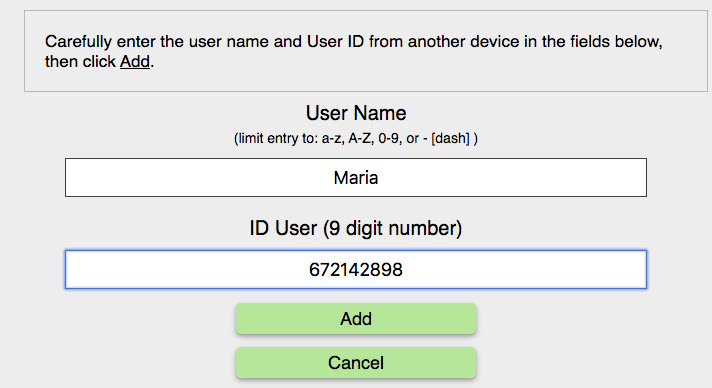 Carefully enter the user name and User ID from another device in the fields below,
then click Add.
User Name
(limit entry to: a-z, A-Z, 0-9, or - [dash] )
Maria
ID User (9 digit number)
672142898
Add
Cancel